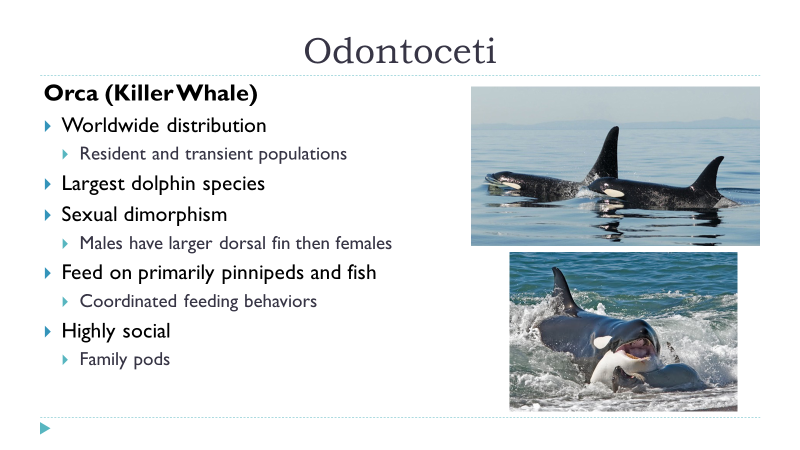 Odontoceti
Orca (Killer Whale)
Worldwide distribution
Resident and transient populations
Largest dolphin species
Sexual dimorphism
Males have larger dorsal fin then females
Feed on primarily pinnipeds and fish
Coordinated feeding behaviors
Highly social
Family pods